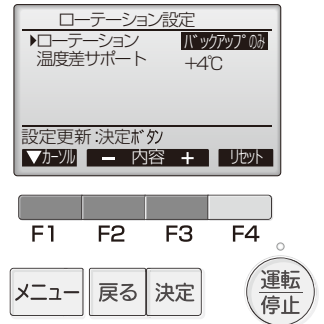 ローテーション設定
▶ローテーション バックアップのみ
温度差サポート +4℃
設定更新:決定ボタン
▼カーソル − 内容 + リセット
F1 F2 F3 F4
メニュー 戻る 決定 運転/停止